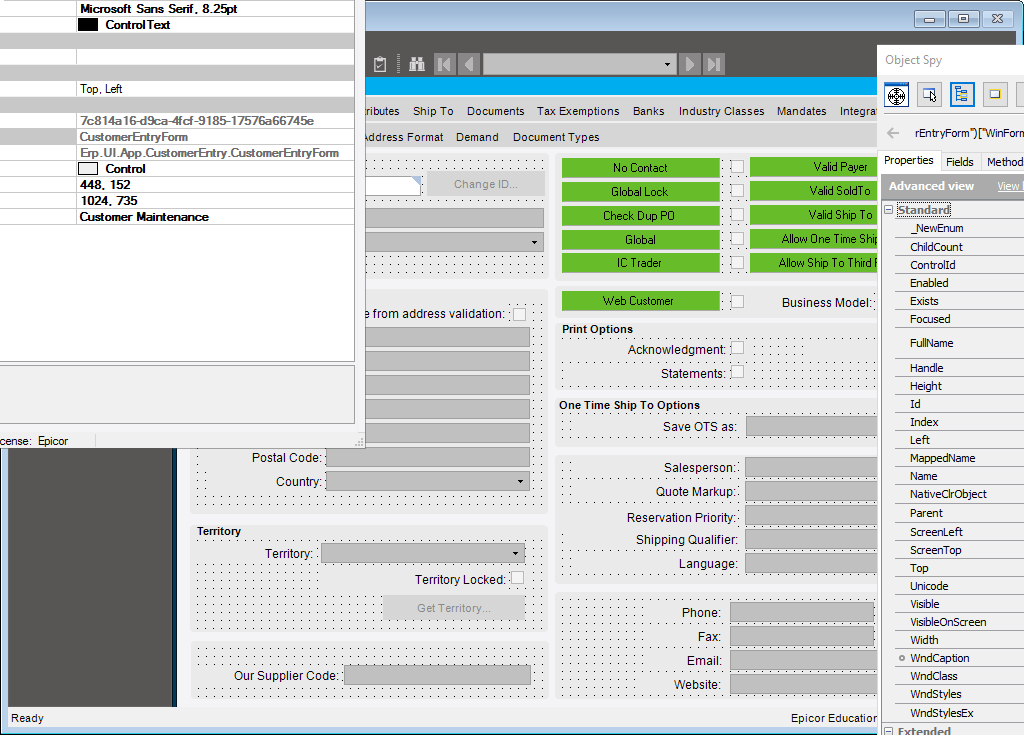 Microsoft Sans Serif, 8.25pt
ControlText
Top, Left
7c814a16-d9ca-4fcf-9185-17576a66745e
CustomerEntryForm
Erp.UI.App.CustomerEntry.CustomerEntryForm
Control
448, 152
1024, 735
Customer Maintenance
cense: Epicor
ributes Ship To Documents Tax Exemptions Banks Industry Classes Mandates Integra
Address Format Demand Document Types
Change ID...
No Contact
Valid Payer
Global Lock
Valid SoldTo
Check Dup PO
Valid Ship To
Global
Allow One Time Ship
IC Trader
Allow Ship To Third
Web Customer
Business Model:
e from address validation:
Print Options
Acknowledgment:
Statements:
One Time Ship To Options
Save OTS as:
Postal Code:
Country:
Salesperson:
Quote Markup:
Reservation Priority:
Shipping Qualifier:
Language:
Territory
Territory:
Territory Locked:
Get Territory...
Our Supplier Code:
Phone:
Fax:
Email:
Website:
Ready
Epicor Education
Object Spy
rEntryForm")["WinForm
Properties Fields Method
Advanced view View
Standard
_NewEnum
ChildCount
ControlId
Enabled
Exists
Focused
FullName
Handle
Height
Id
Index
Left
MappedName
Name
NativeClrObject
Parent
ScreenLeft
ScreenTop
Top
Unicode
Visible
VisibleOnScreen
Width
WndCaption
WndClass
WndStyles
WndStylesEx
Extended